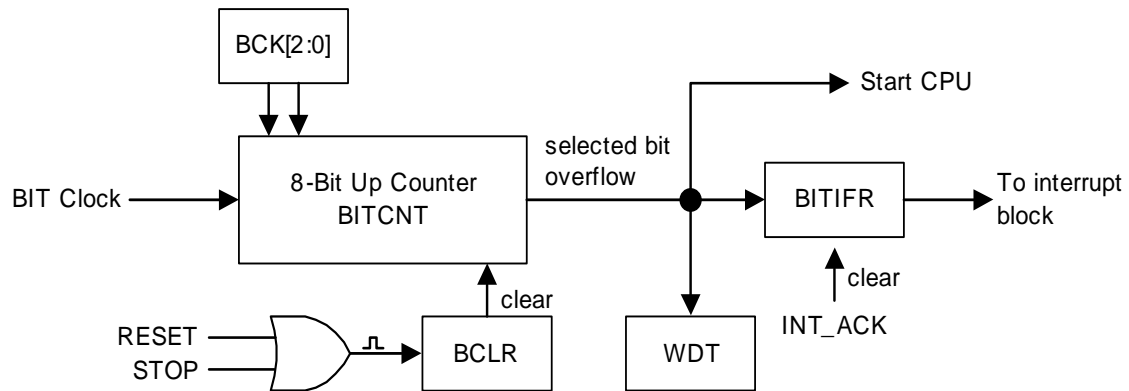 BCK[2:0]
Start CPU
selected bit
overflow
BIT Clock
8-Bit Up Counter
BITCNT
BITIFR
To interrupt
block
clear
clear
INT_ACK
RESET
STOP
BCLR
WDT